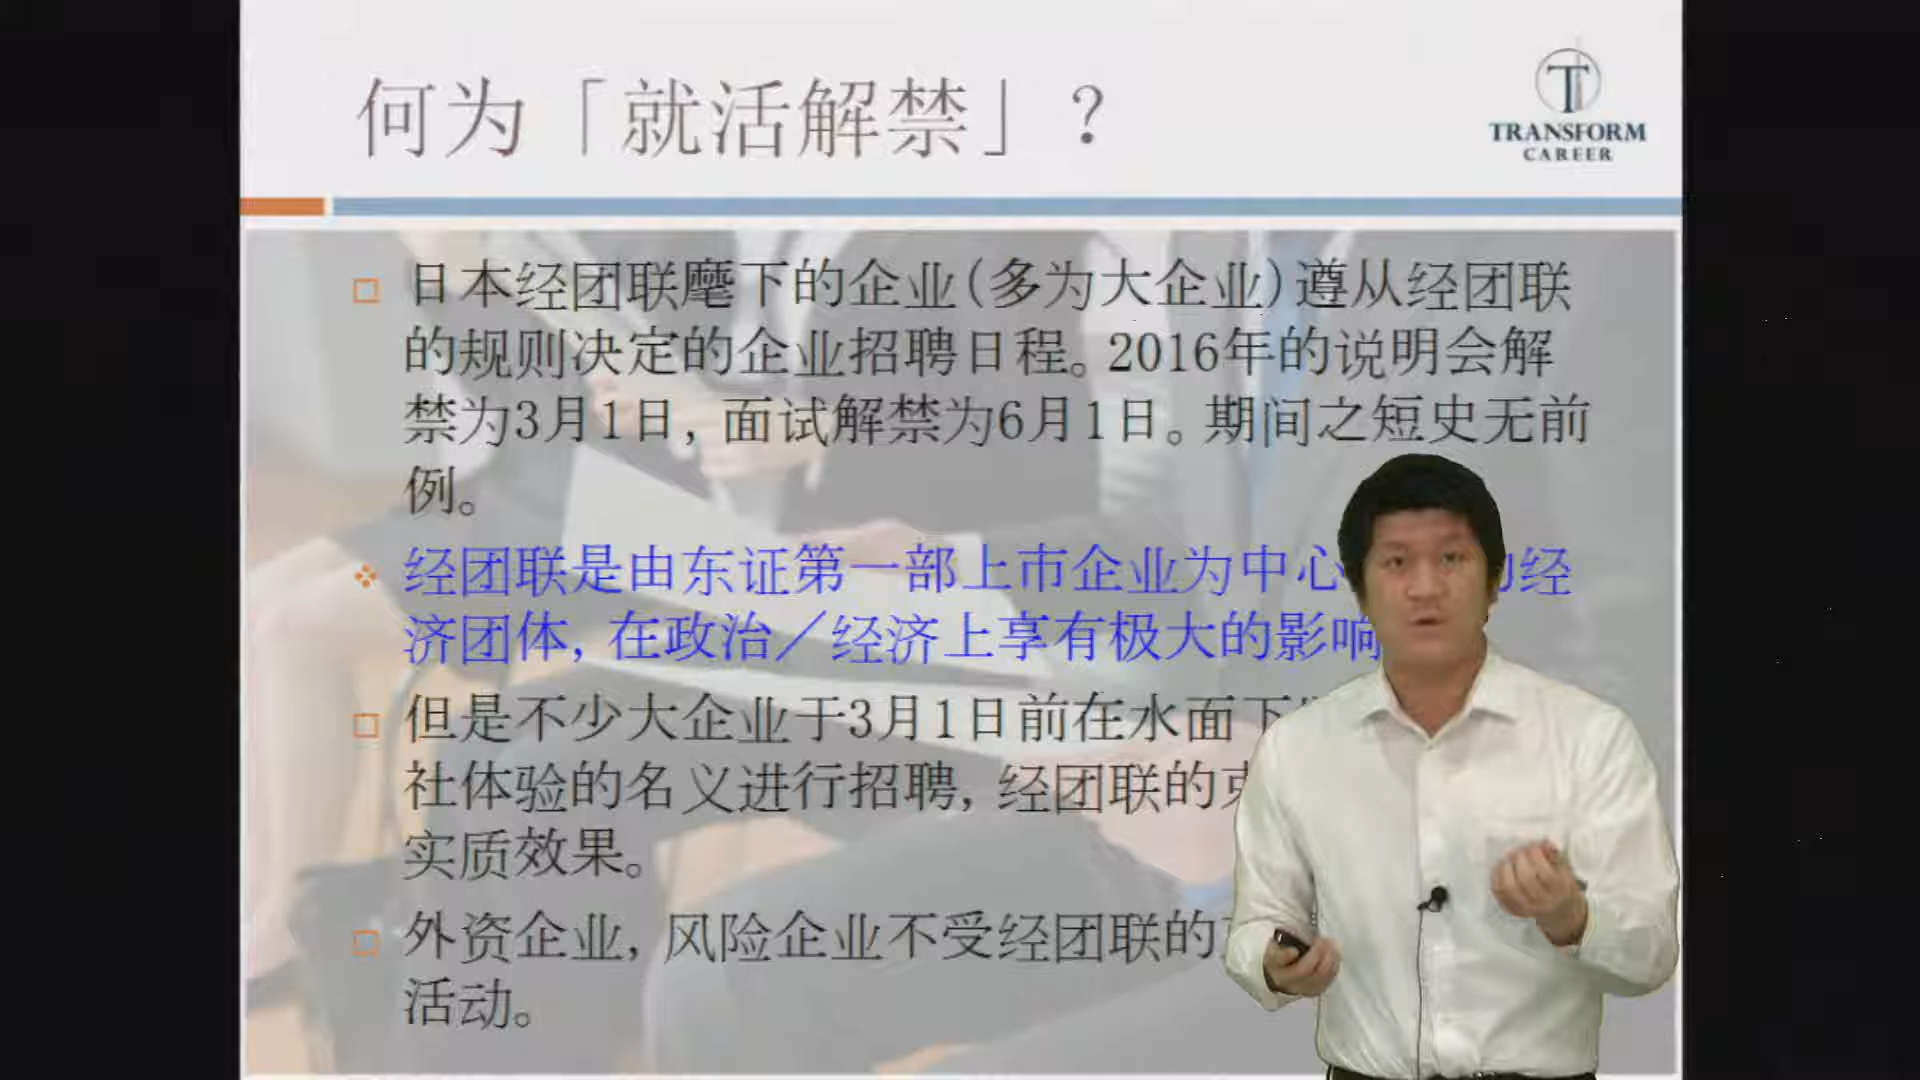 何为「就活解禁」？
TRANSFORM
CAREER
日本经团联麾下的企业(多为大企业)遵从经团联
的规则决定的企业招聘日程。2016年的说明会解
禁为3月1日，面试解禁为6月1日。期间之短史无前
例。
经团联是由东证第一部上市企业为中心 经
济团体，在政治／经济上享有极大的影响
但是不少大企业于3月1日前在水面下
社体验的名义进行招聘，经团联的
实质效果。
外资企业，风险企业不受经团联的
活动。